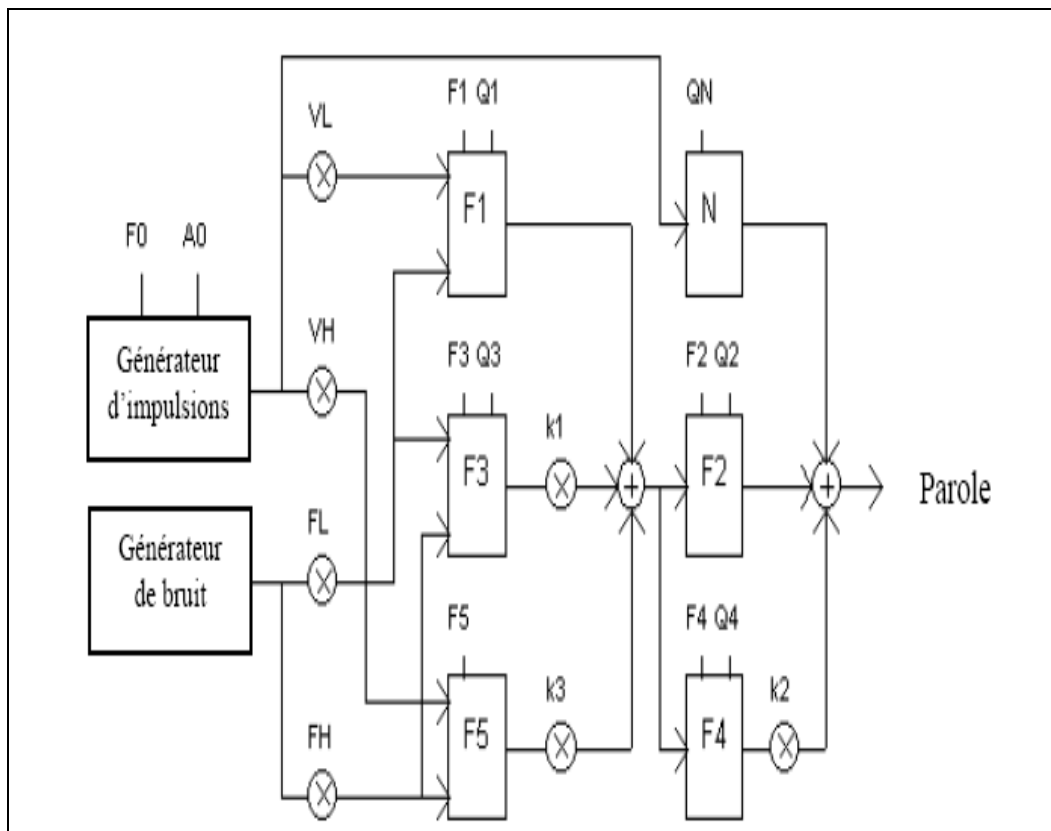 F1 Q1
QN
VL
F1
N
F0 A0
VH
Générateur
d'impulsions
F3 Q3
F2 Q2
k1
F3
+
F2
+
Parole
Générateur
de bruit
FL
F5
F4 Q4
k3
k2
F5
F4
FH